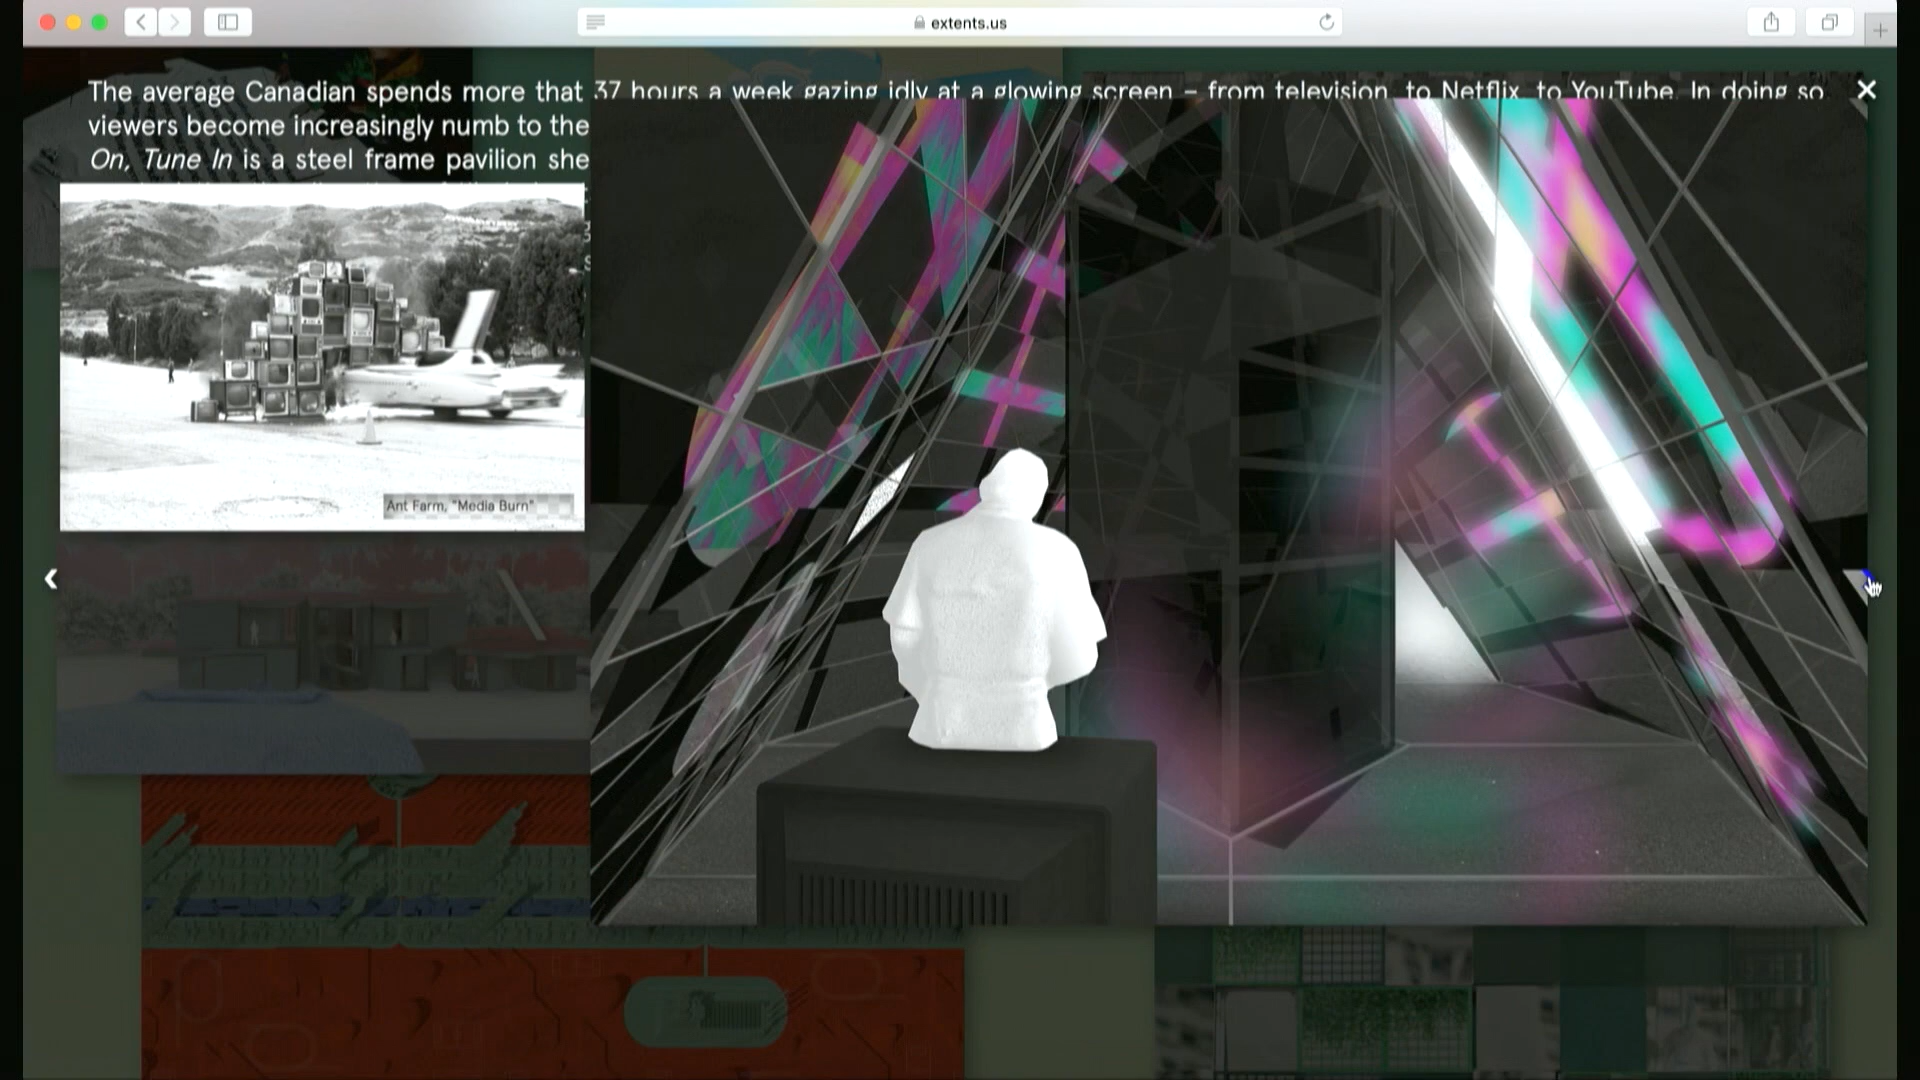 extents.us
The average Canadian spends more that 37 hours a week gazing idly at a glowing screen – from television, to Netflix, to YouTube. In doing so
viewers become increasingly numb to the
On, Tune In is a steel frame pavilion she
Ant Farm, "Media Burn"